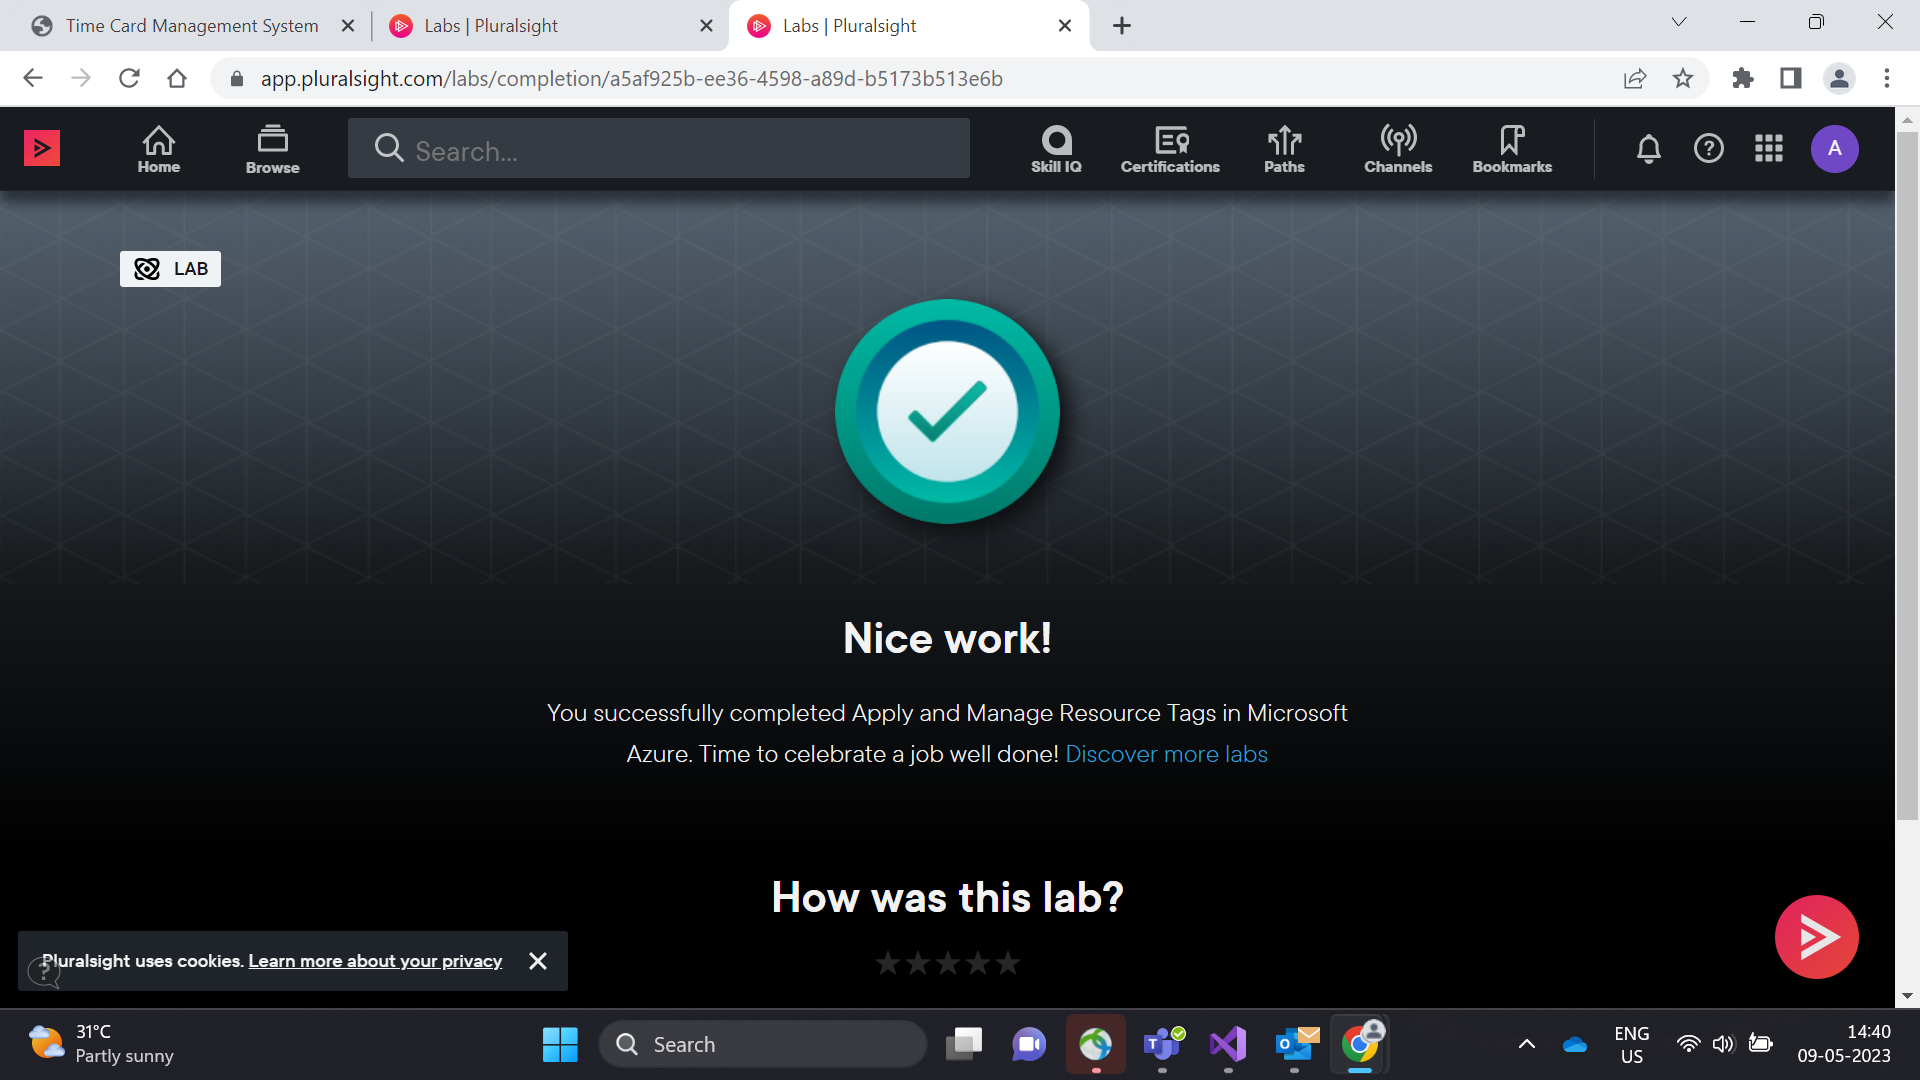 Time Card Management System
Labs | Pluralsight
Labs | Pluralsight
app.pluralsight.com/labs/completion/a5af925b-ee36-4598-a89d-b5173b513e6b
Home
Browse
Search...
Skill IQ
Certifications
Paths
Channels
Bookmarks
A
LAB
Nice work!
You successfully completed Apply and Manage Resource Tags in Microsoft
Azure. Time to celebrate a job well done! Discover more labs
How was this lab?
Pluralsight uses cookies. Learn more about your privacy
31°C
Partly sunny
Search
ENG
US
14:40
09-05-2023